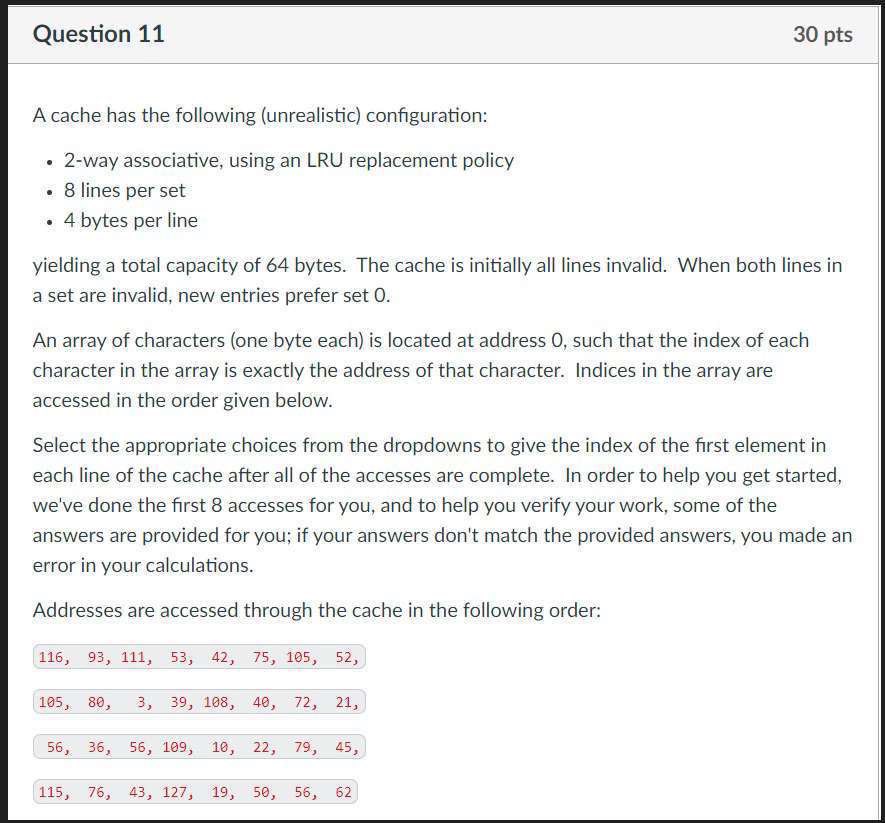 Question 11
30 pts
A cache has the following (unrealistic) configuration:
• 2-way associative, using an LRU replacement policy
• 8 lines per set
• 4 bytes per line
yielding a total capacity of 64 bytes.  The cache is initially all lines invalid.  When both lines in
a set are invalid, new entries prefer set 0.
An array of characters (one byte each) is located at address 0, such that the index of each
character in the array is exactly the address of that character.  Indices in the array are
accessed in the order given below.
Select the appropriate choices from the dropdowns to give the index of the first element in
each line of the cache after all of the accesses are complete.  In order to help you get started,
we've done the first 8 accesses for you, and to help you verify your work, some of the
answers are provided for you; if your answers don't match the provided answers, you made an
error in your calculations.
Addresses are accessed through the cache in the following order:
116,  93, 111,  53,  42,  75, 105,  52,
105,  80,   3,  39, 108,  40,  72,  21,
56,  36,  56, 109,  10,  22,  79,  45,
115,  76,  43, 127,  19,  50,  56,  62